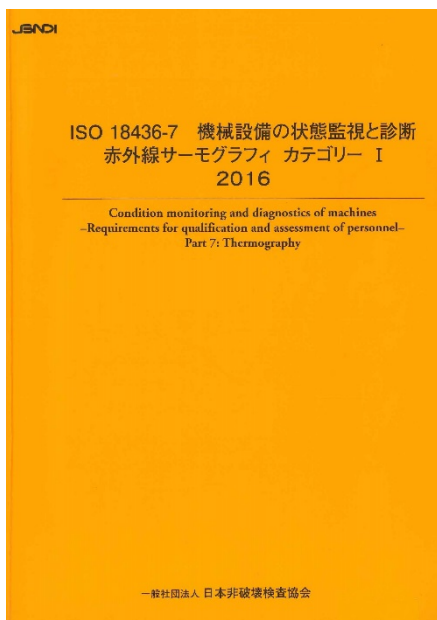 JSNDI
ISO 18436-7 機械設備の状態監視と診断
赤外線サーモグラフィ カテゴリー Ⅰ
2016
Condition monitoring and diagnostics of machines
–Requirements for qualification and assessment of personnel–
Part 7: Thermography
一般社団法人 日本非破壊検査協会